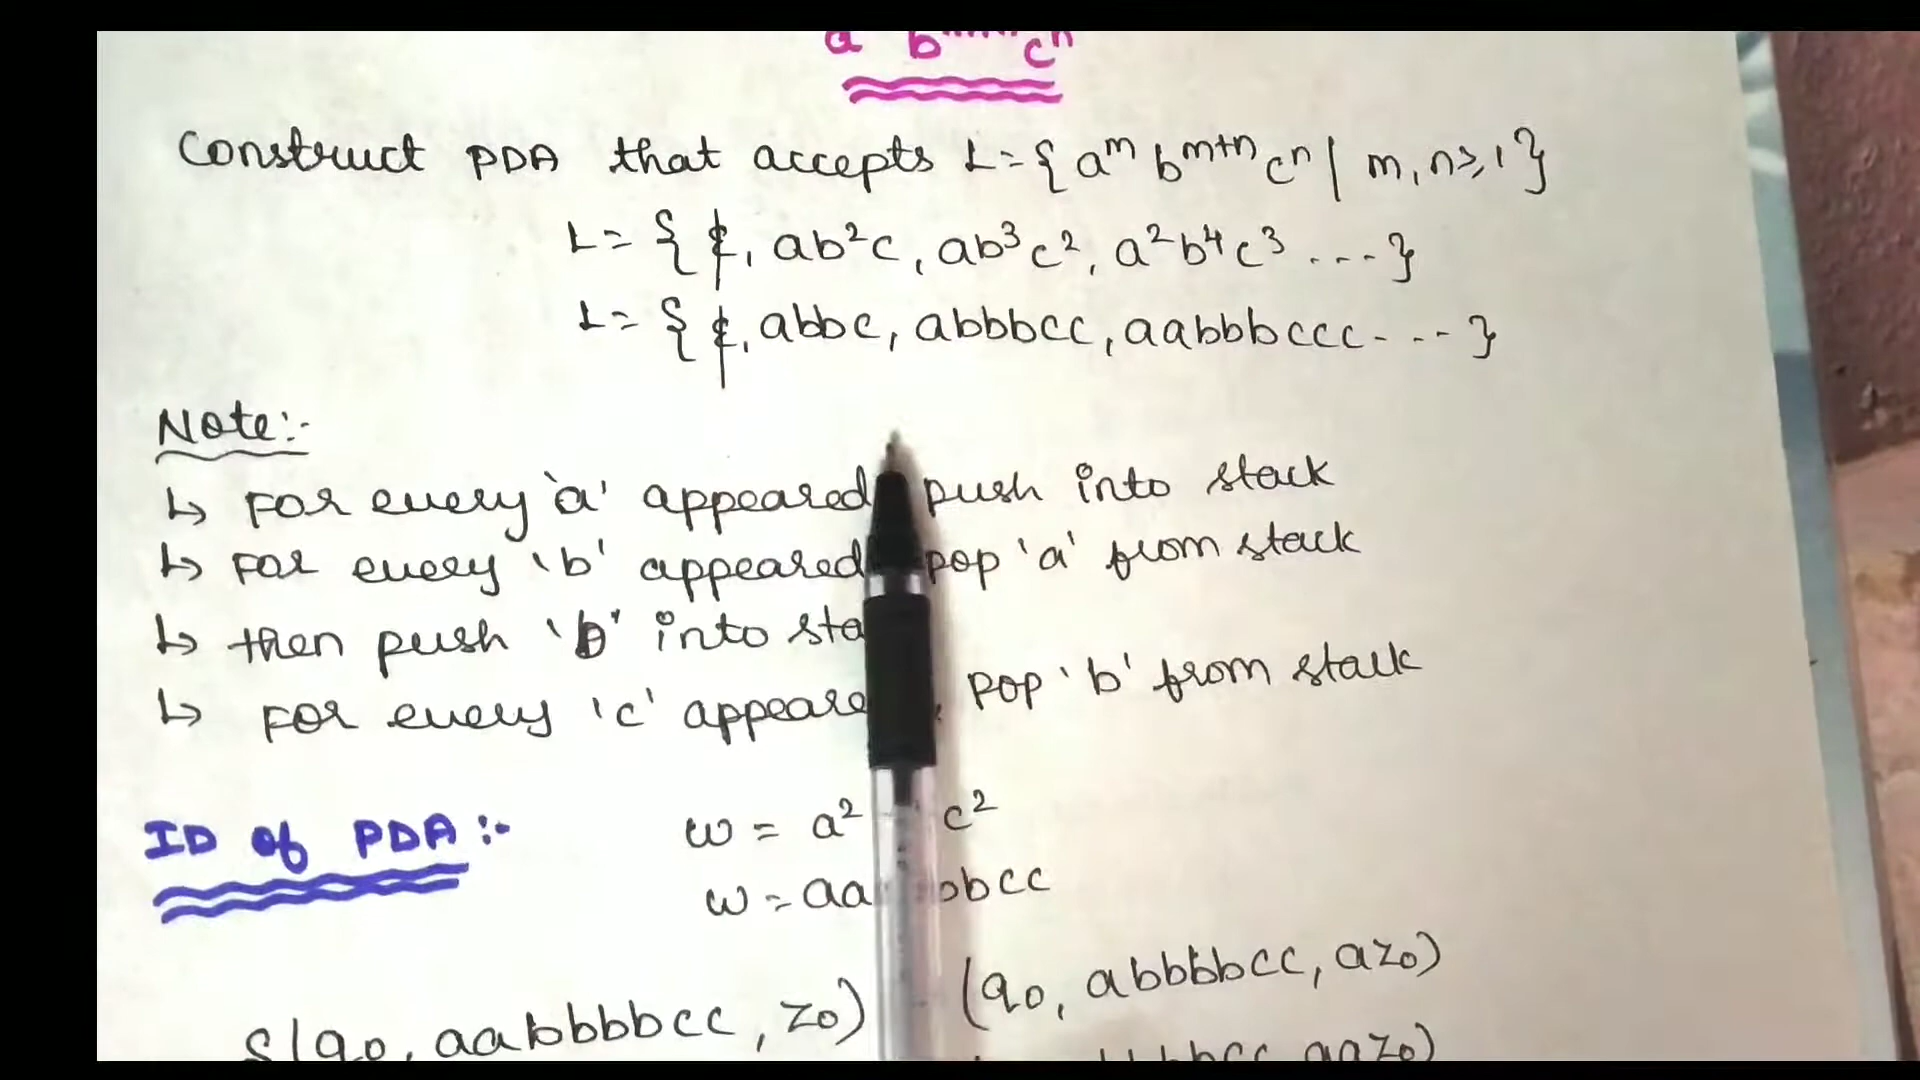 a b c^n
Construct PDA that accepts L={a^m b^{m+n} c^n | m,n≥1}
L= {ɛ, ab²c, ab³c², a²b⁴c³ ...}
L= {ɛ, abbc, abbbcc, aabbbccc - - - }
Note:-
↳ For every 'a' appeared push into stack
↳ For every 'b' appeared pop 'a' from stack
↳ then push 'b' into sta
↳ For every 'c' appeare , pop 'b' from stack
ID of PDA :-
w = a² c²
w = aa bbcc
δ(q0, aabbbbcc, z0) (q0, abbbbcc, az0)
aaz0)